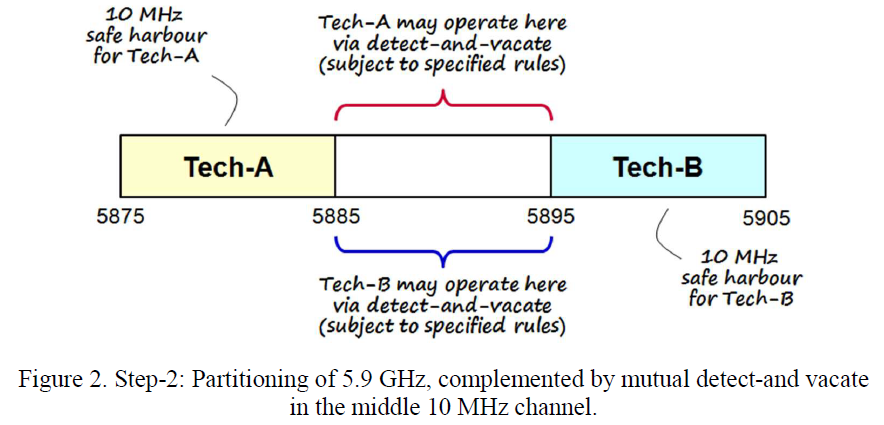 10 MHz
safe harbour
for Tech-A
Tech-A may operate here
via detect-and-vacate
(subject to specified rules)
Tech-A
Tech-B
5875
5885
5895
5905
Tech-B may operate here
via detect-and-vacate
(subject to specified rules)
10 MHz
safe harbour
for Tech-B
Figure 2. Step-2: Partitioning of 5.9 GHz, complemented by mutual detect-and vacate
in the middle 10 MHz channel.